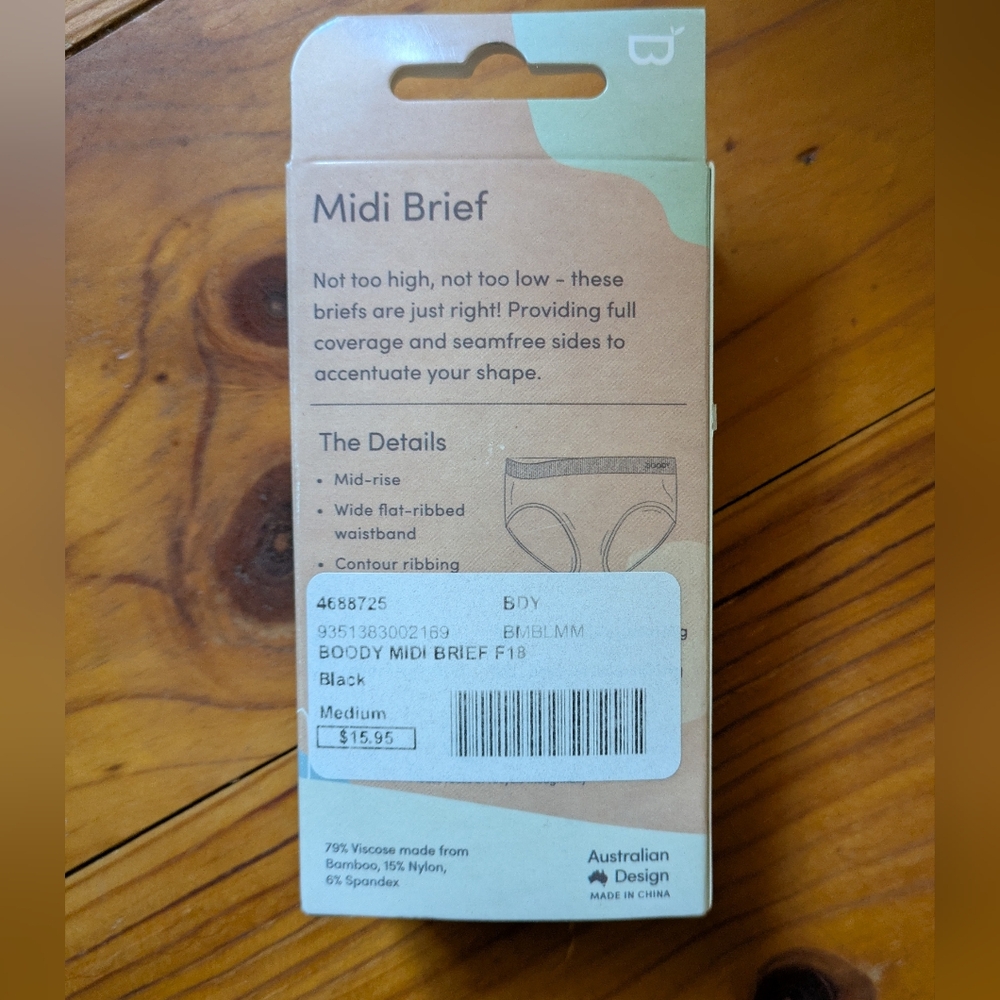 B
Midi Brief
Not too high, not too low – these
briefs are just right! Providing full
coverage and seamfree sides to
accentuate your shape.
The Details
• Mid-rise
• Wide flat-ribbed
waistband
• Contour ribbing
BOODY
4688725 BDY
9351383002169 BMBLMM
BOODY MIDI BRIEF F18
Black
Medium
$15.95
79% Viscose made from
Bamboo, 15% Nylon,
6% Spandex
Australian
Design
MADE IN CHINA